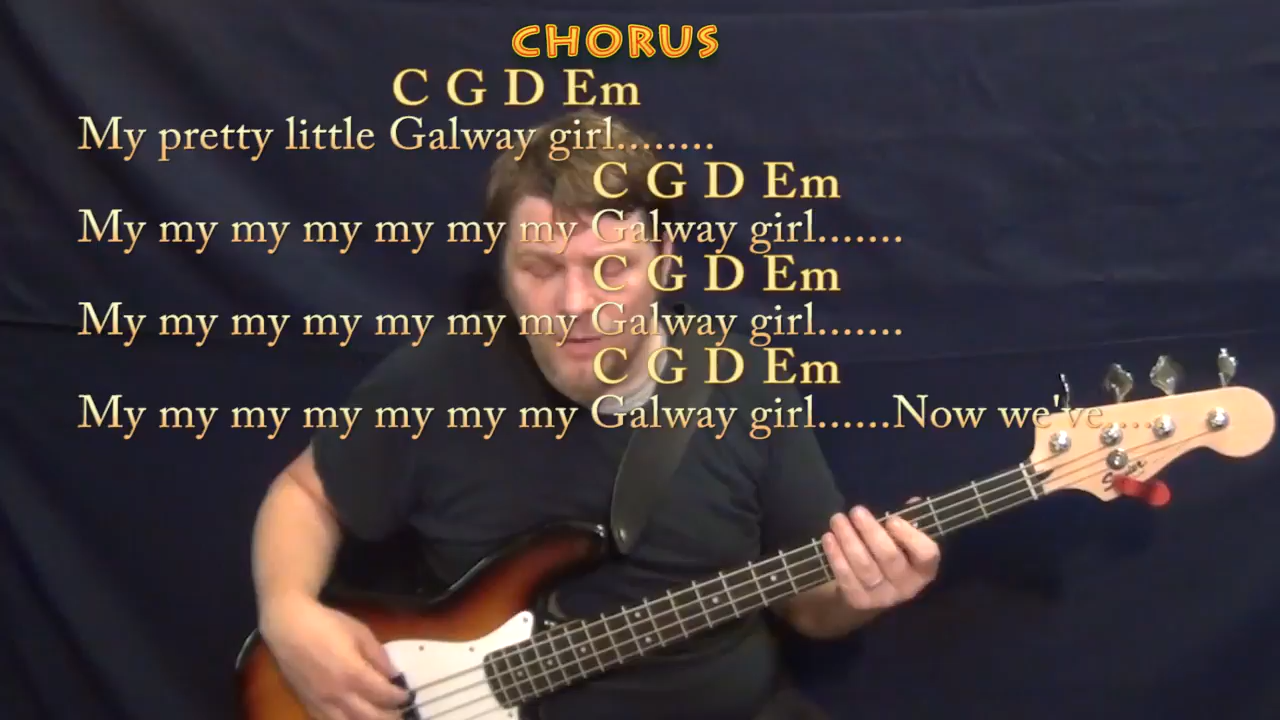 CHORUS
C G D Em
My pretty little Galway girl........
C G D Em
My my my my my my my Galway girl.......
C G D Em
My my my my my my my Galway girl.......
C G D Em
My my my my my my my Galway girl......Now we've....